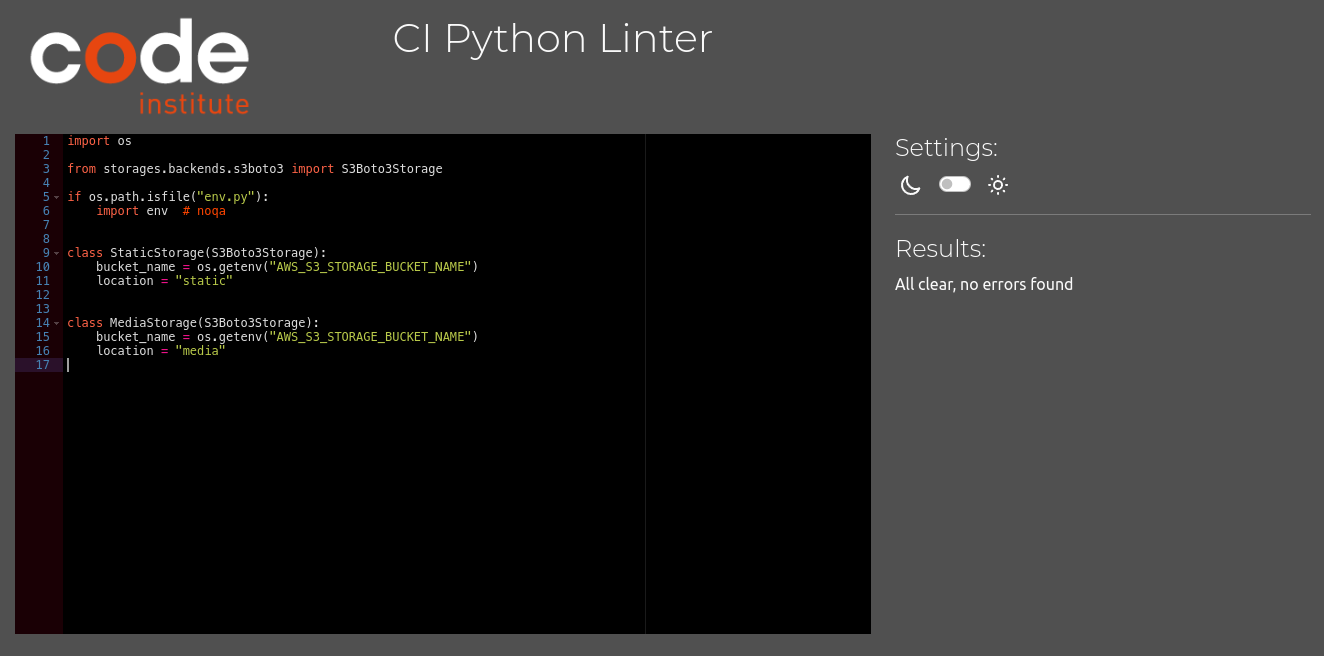 code
institute
CI Python Linter
1 import os
2
3 from storages.backends.s3boto3 import S3Boto3Storage
4
5 if os.path.isfile("env.py"):
6     import env  # noqa
7
8
9 class StaticStorage(S3Boto3Storage):
10     bucket_name = os.getenv("AWS_S3_STORAGE_BUCKET_NAME")
11     location = "static"
12
13
14 class MediaStorage(S3Boto3Storage):
15     bucket_name = os.getenv("AWS_S3_STORAGE_BUCKET_NAME")
16     location = "media"
17
Settings:
Results:
All clear, no errors found